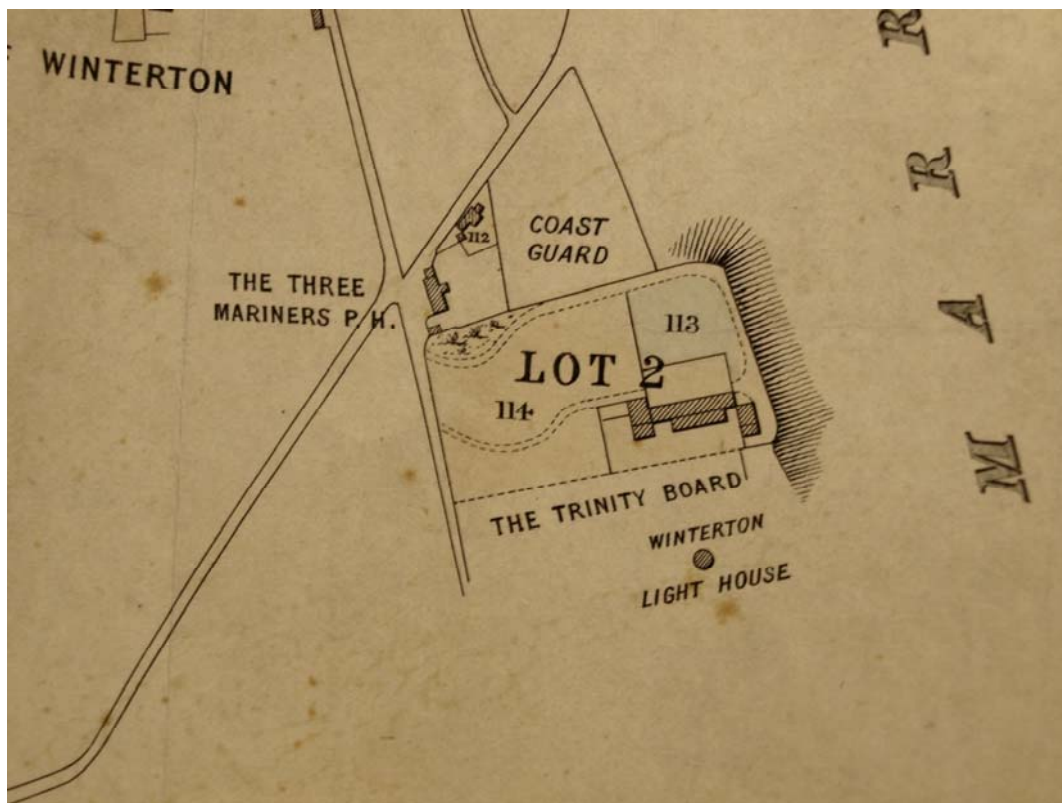 WINTERTON
112
COAST
GUARD
THE THREE
MARINERS P. H.
113
LOT 2
114
THE TRINITY BOARD
WINTERTON
LIGHT HOUSE
M A R R